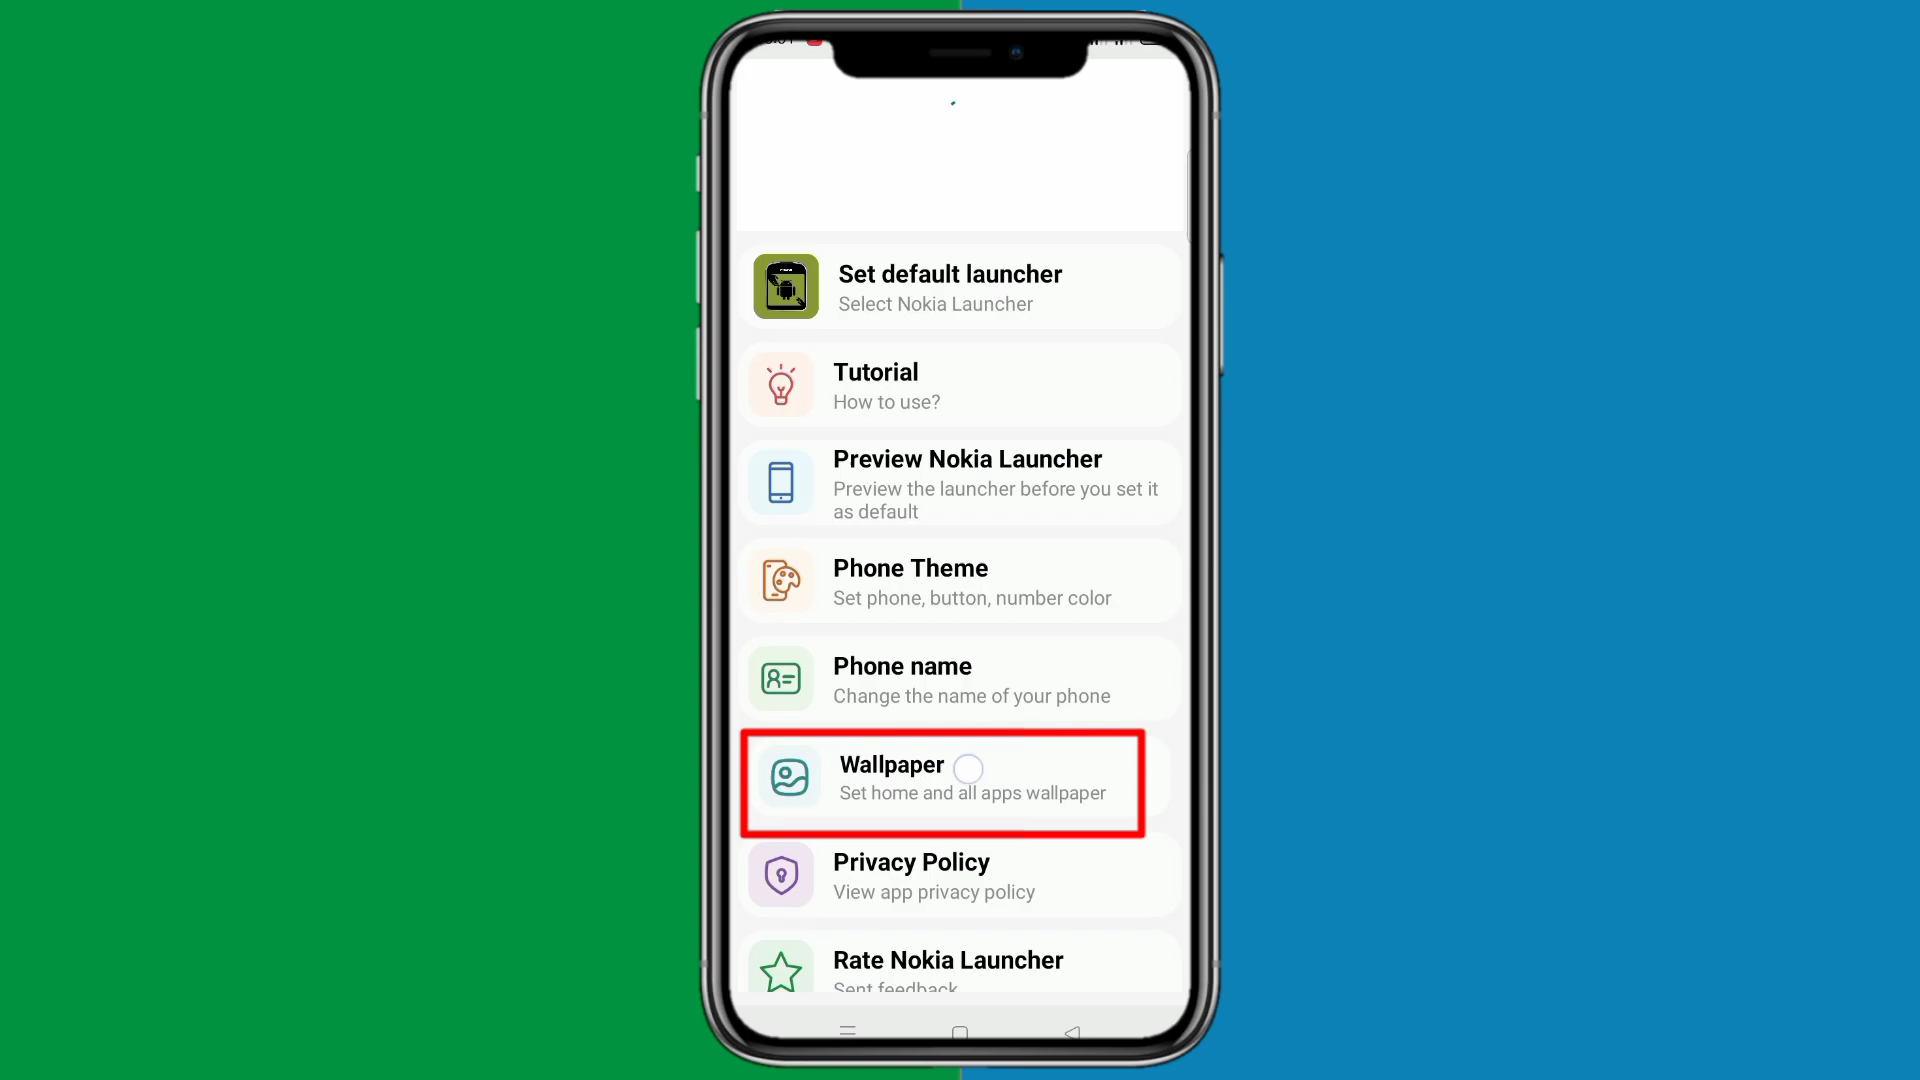 Set default launcher
Select Nokia Launcher
Tutorial
How to use?
Preview Nokia Launcher
Preview the launcher before you set it
as default
Phone Theme
Set phone, button, number color
Phone name
Change the name of your phone
Wallpaper
Set home and all apps wallpaper
Privacy Policy
View app privacy policy
Rate Nokia Launcher
Sent feedback